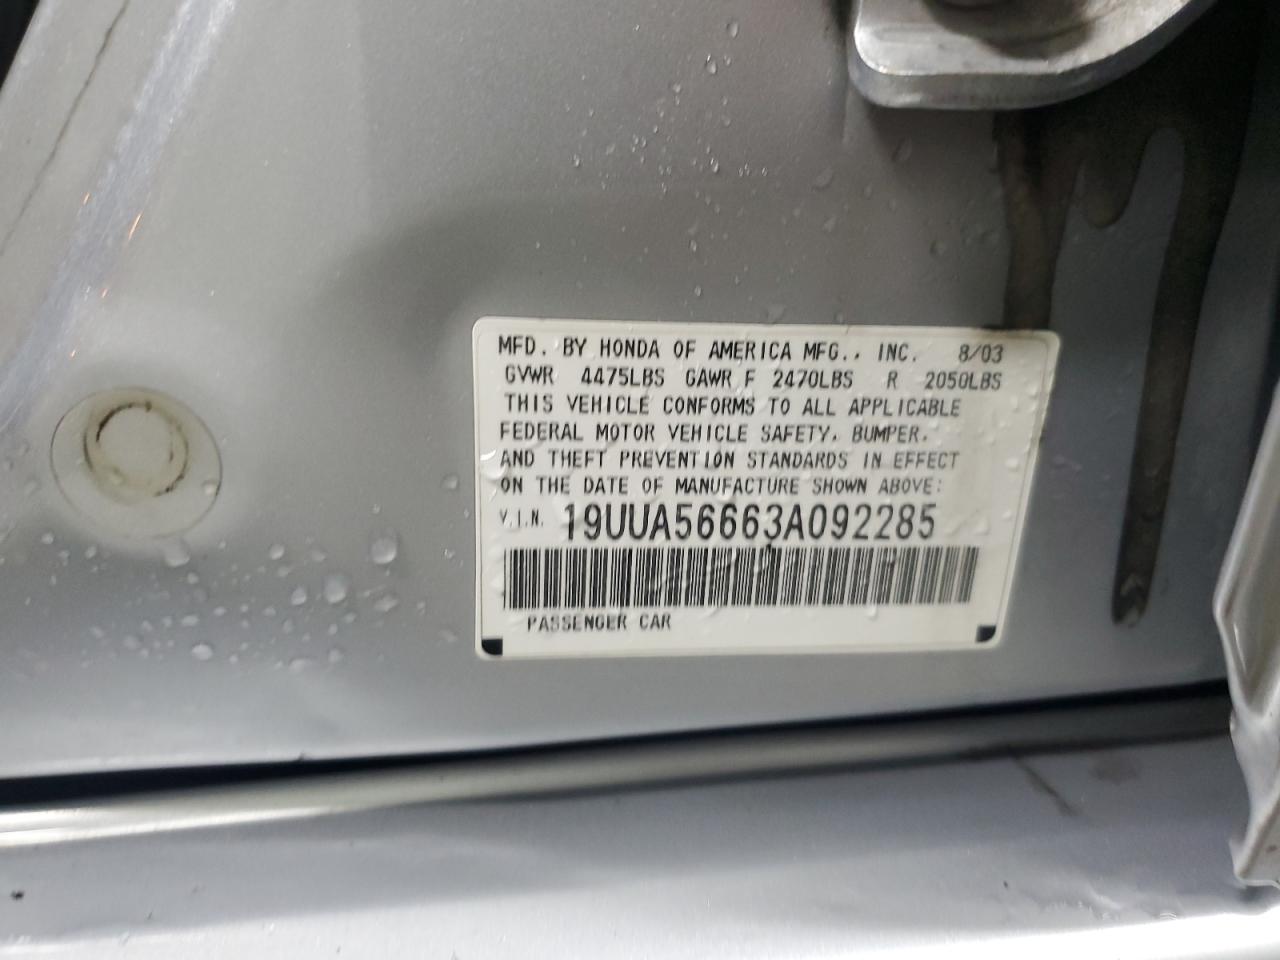 MFD. BY HONDA OF AMERICA MFG., INC. 8/03
GVWR 4475LBS GAWR F 2470LBS R 2050LBS
THIS VEHICLE CONFORMS TO ALL APPLICABLE
FEDERAL MOTOR VEHICLE SAFETY, BUMPER,
AND THEFT PREVENTION STANDARDS IN EFFECT
ON THE DATE OF MANUFACTURE SHOWN ABOVE:
V.I.N. 19UUA56663A092285
PASSENGER CAR